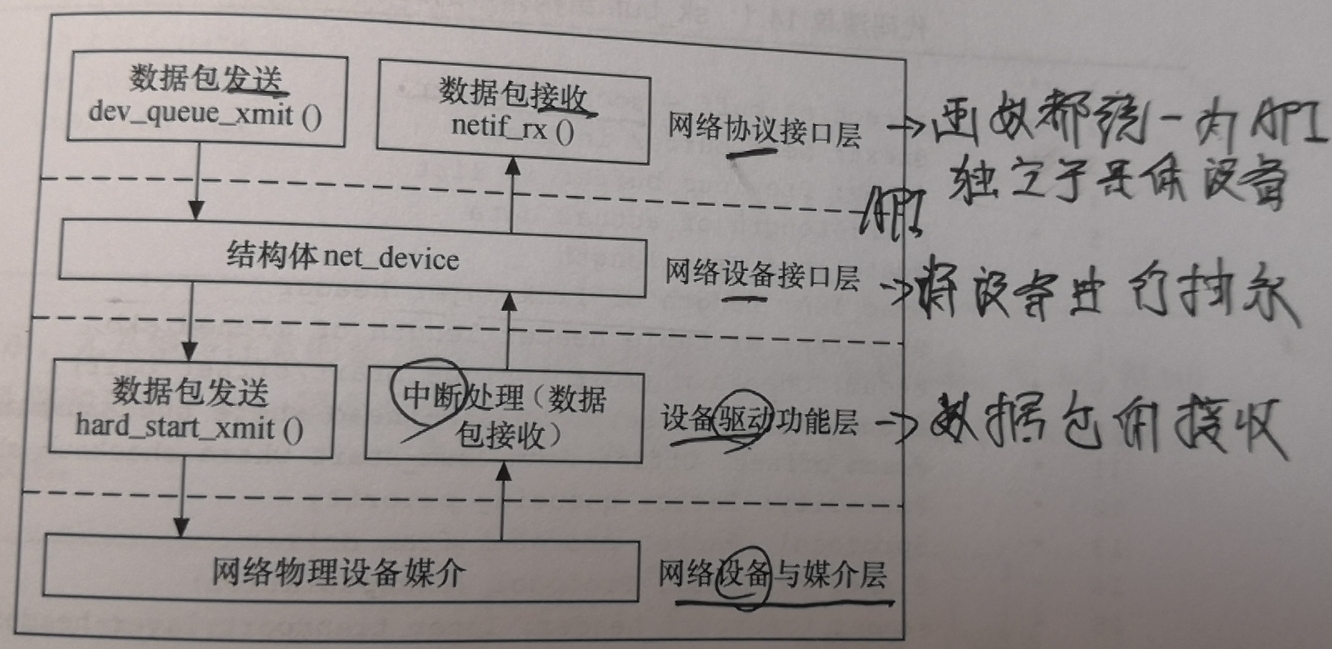 数据包发送
dev_queue_xmit ()
数据包接收
netif_rx ()
网络协议接口层
→函数都统一为API
独立于具体设备
API
结构体 net_device
网络设备接口层
→将设备进行抽象
数据包发送
hard_start_xmit ()
中断处理（数据
包接收）
设备驱动功能层
→数据包的接收
网络物理设备媒介
网络设备与媒介层